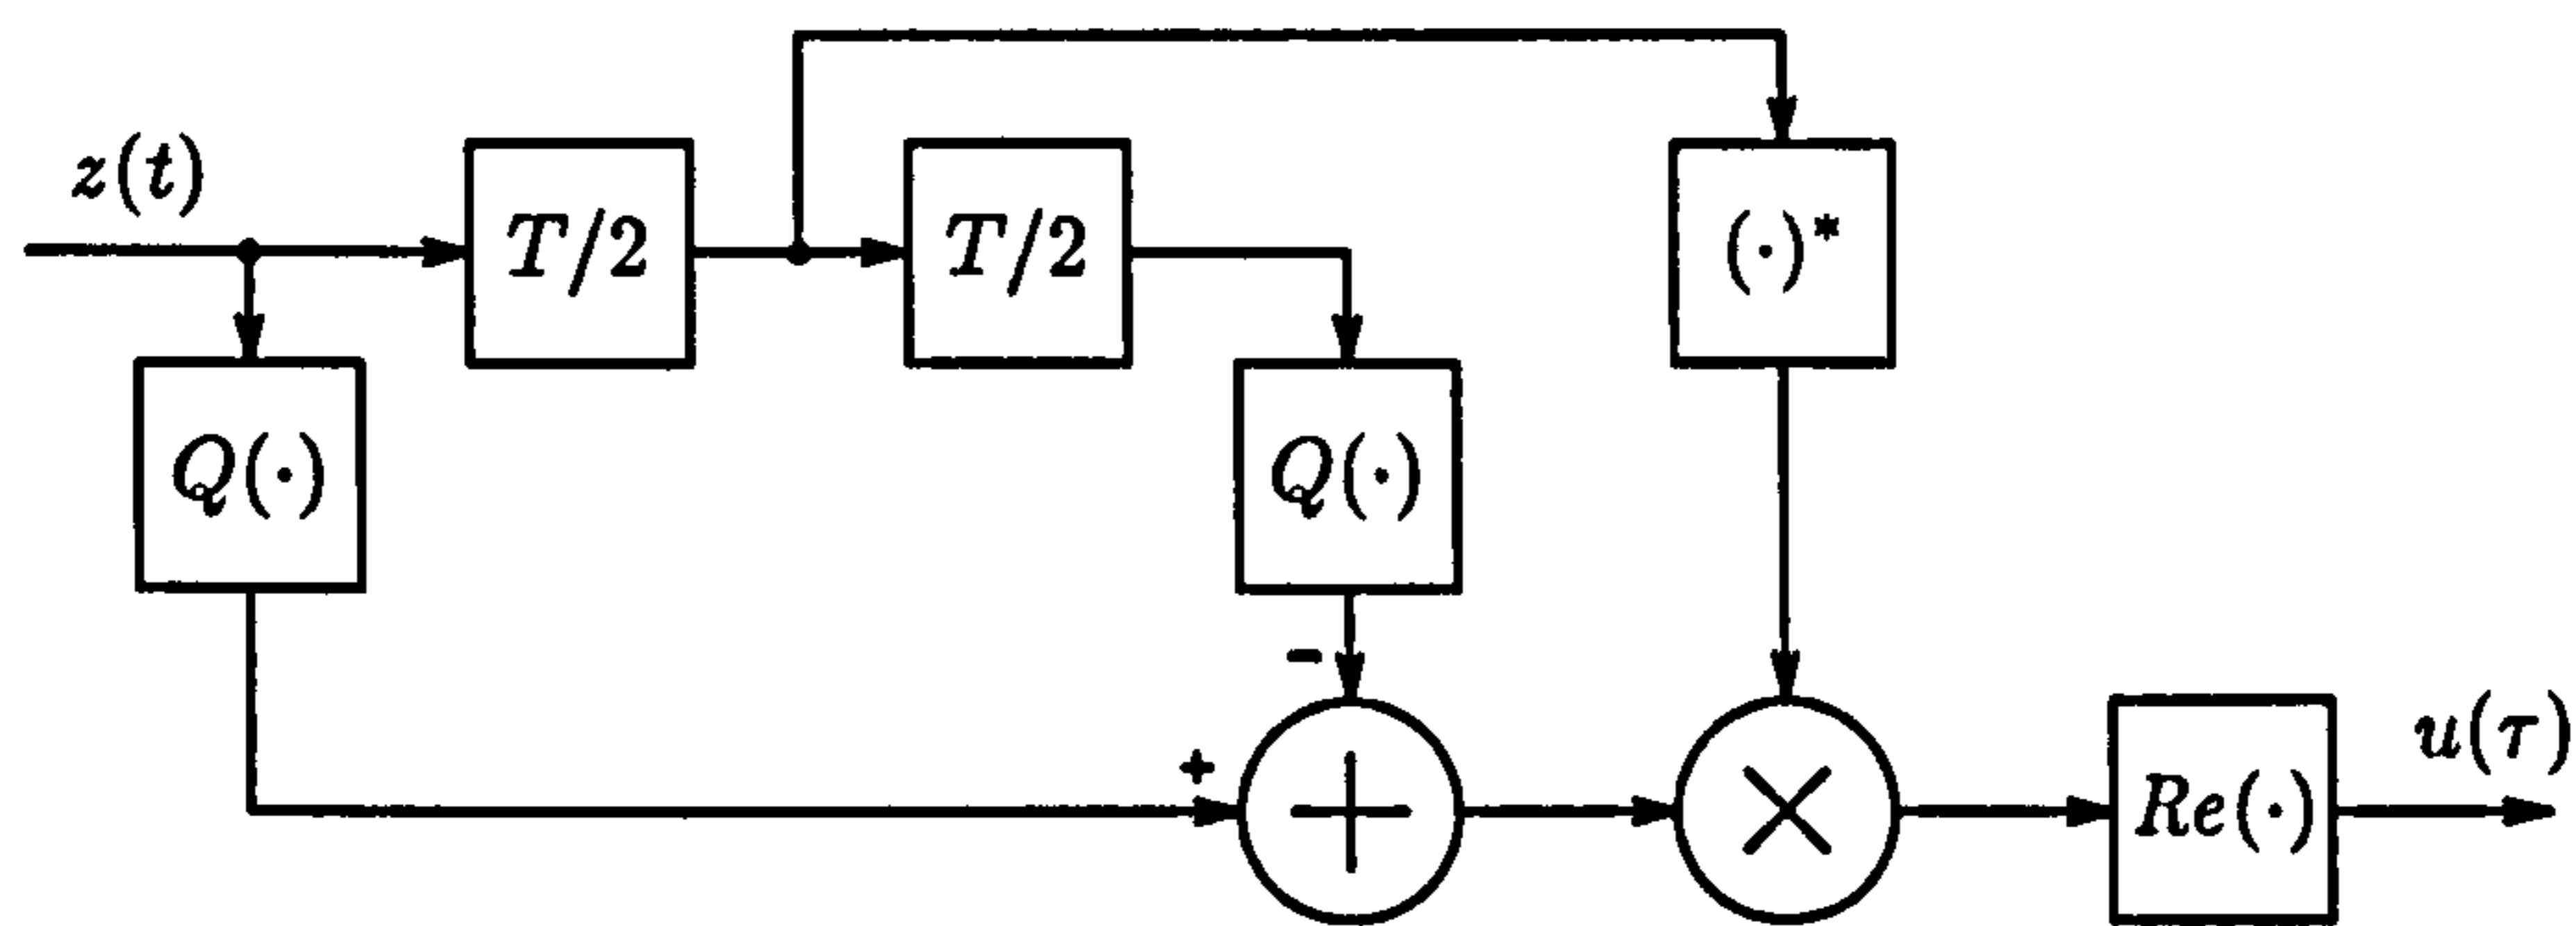 z(t)
T/2
T/2
(·)*
Q(·)
Q(·)
-
+
+
×
Re(·)
u(τ)